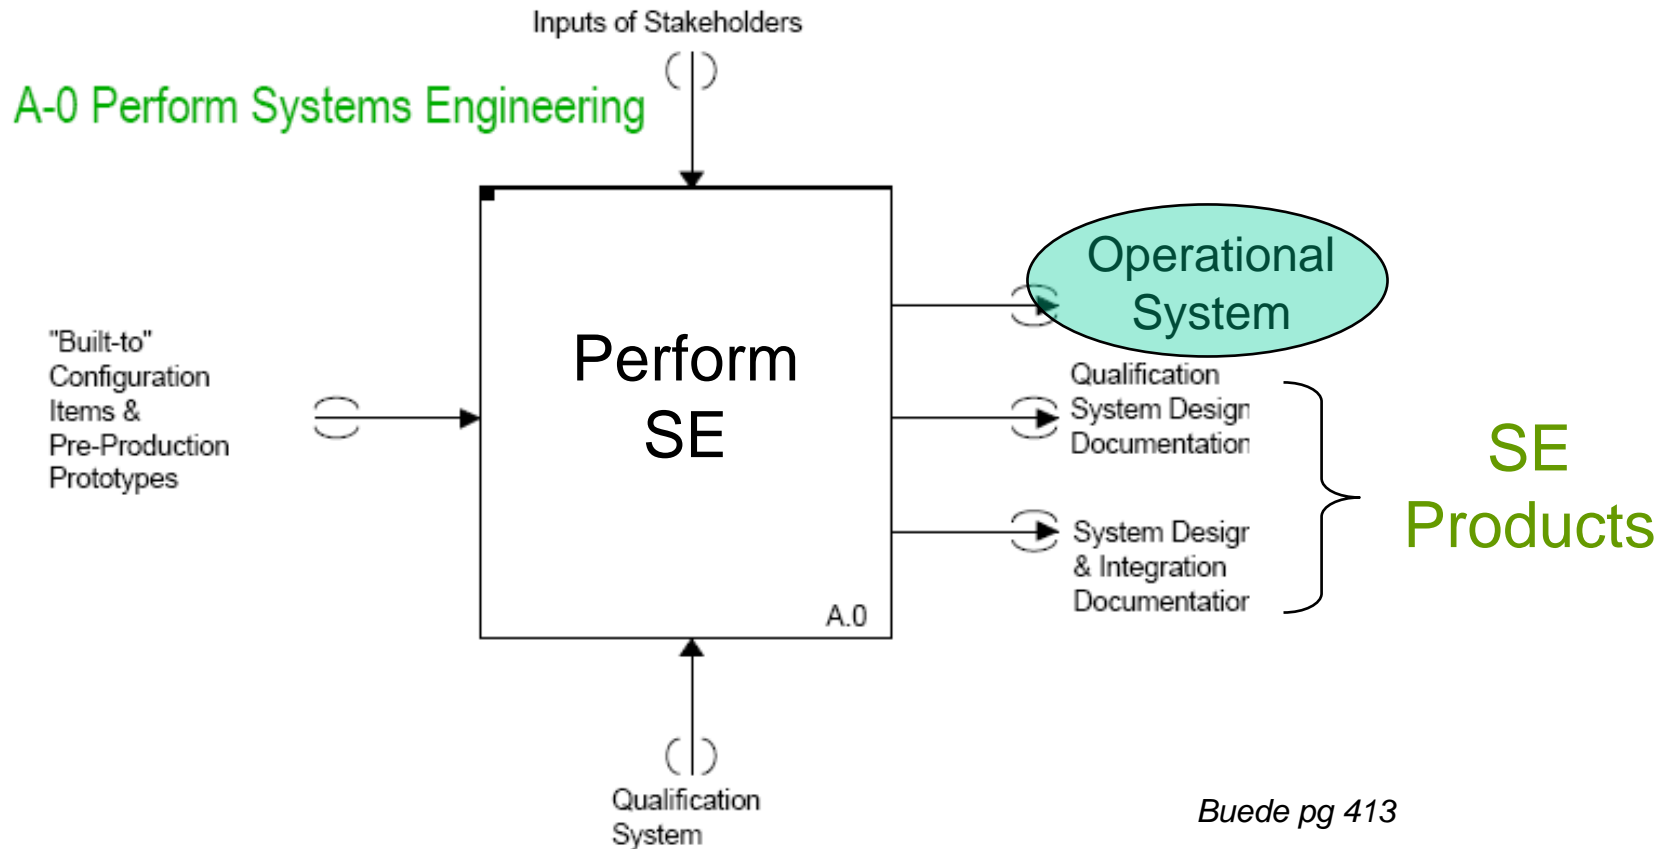 Inputs of Stakeholders
A-0 Perform Systems Engineering
"Built-to"
Configuration
Items &
Pre-Production
Prototypes
Perform
SE
A.0
Operational
System
Qualification
System Design
Documentation
System Design
& Integration
Documentation
SE
Products
Qualification
System
Buede pg 413